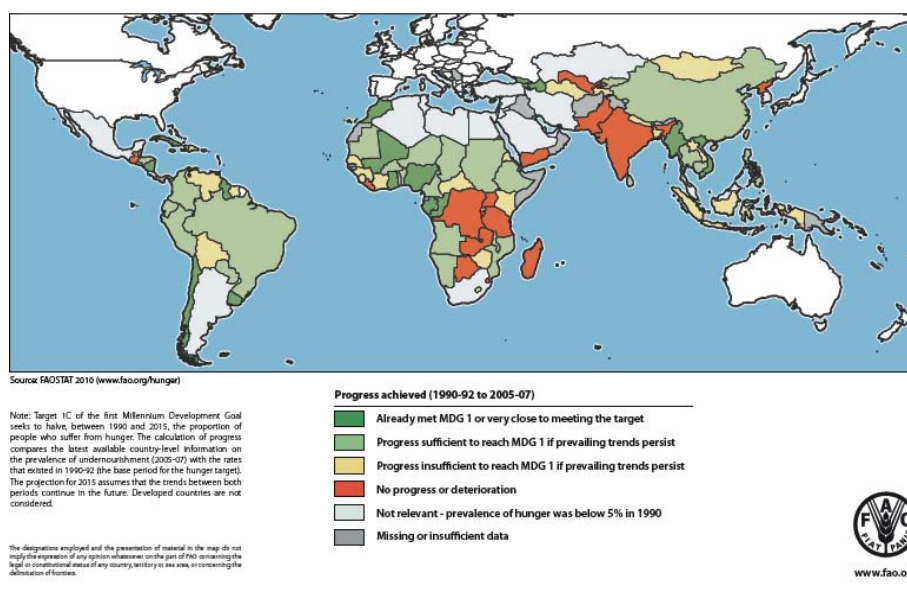 Source: FAOSTAT 2010 (www.fao.org/hunger)
Note: Target 1C of the first Millennium Development Goal
seeks to halve, between 1990 and 2015, the proportion of
people who suffer from hunger. The calculation of progress
compares the latest available country-level information on
the prevalence of undernourishment (2005-07) with the rates
that existed in 1990-92 (the base period for the hunger target).
The projection for 2015 assumes that the trends between both
periods continue in the future. Developed countries are not
considered.
The designations employed and the presentation of material in the map do not
imply the expression of any opinion whatsoever on the part of FAO concerning the
legal or constitutional status of any country, territory or sea area, or concerning the
delimitation of frontiers.
Progress achieved (1990-92 to 2005-07)
Already met MDG 1 or very close to meeting the target
Progress sufficient to reach MDG 1 if prevailing trends persist
Progress insufficient to reach MDG 1 if prevailing trends persist
No progress or deterioration
Not relevant - prevalence of hunger was below 5% in 1990
Missing or insufficient data
F A O
FIAT PANIS
www.fao.o